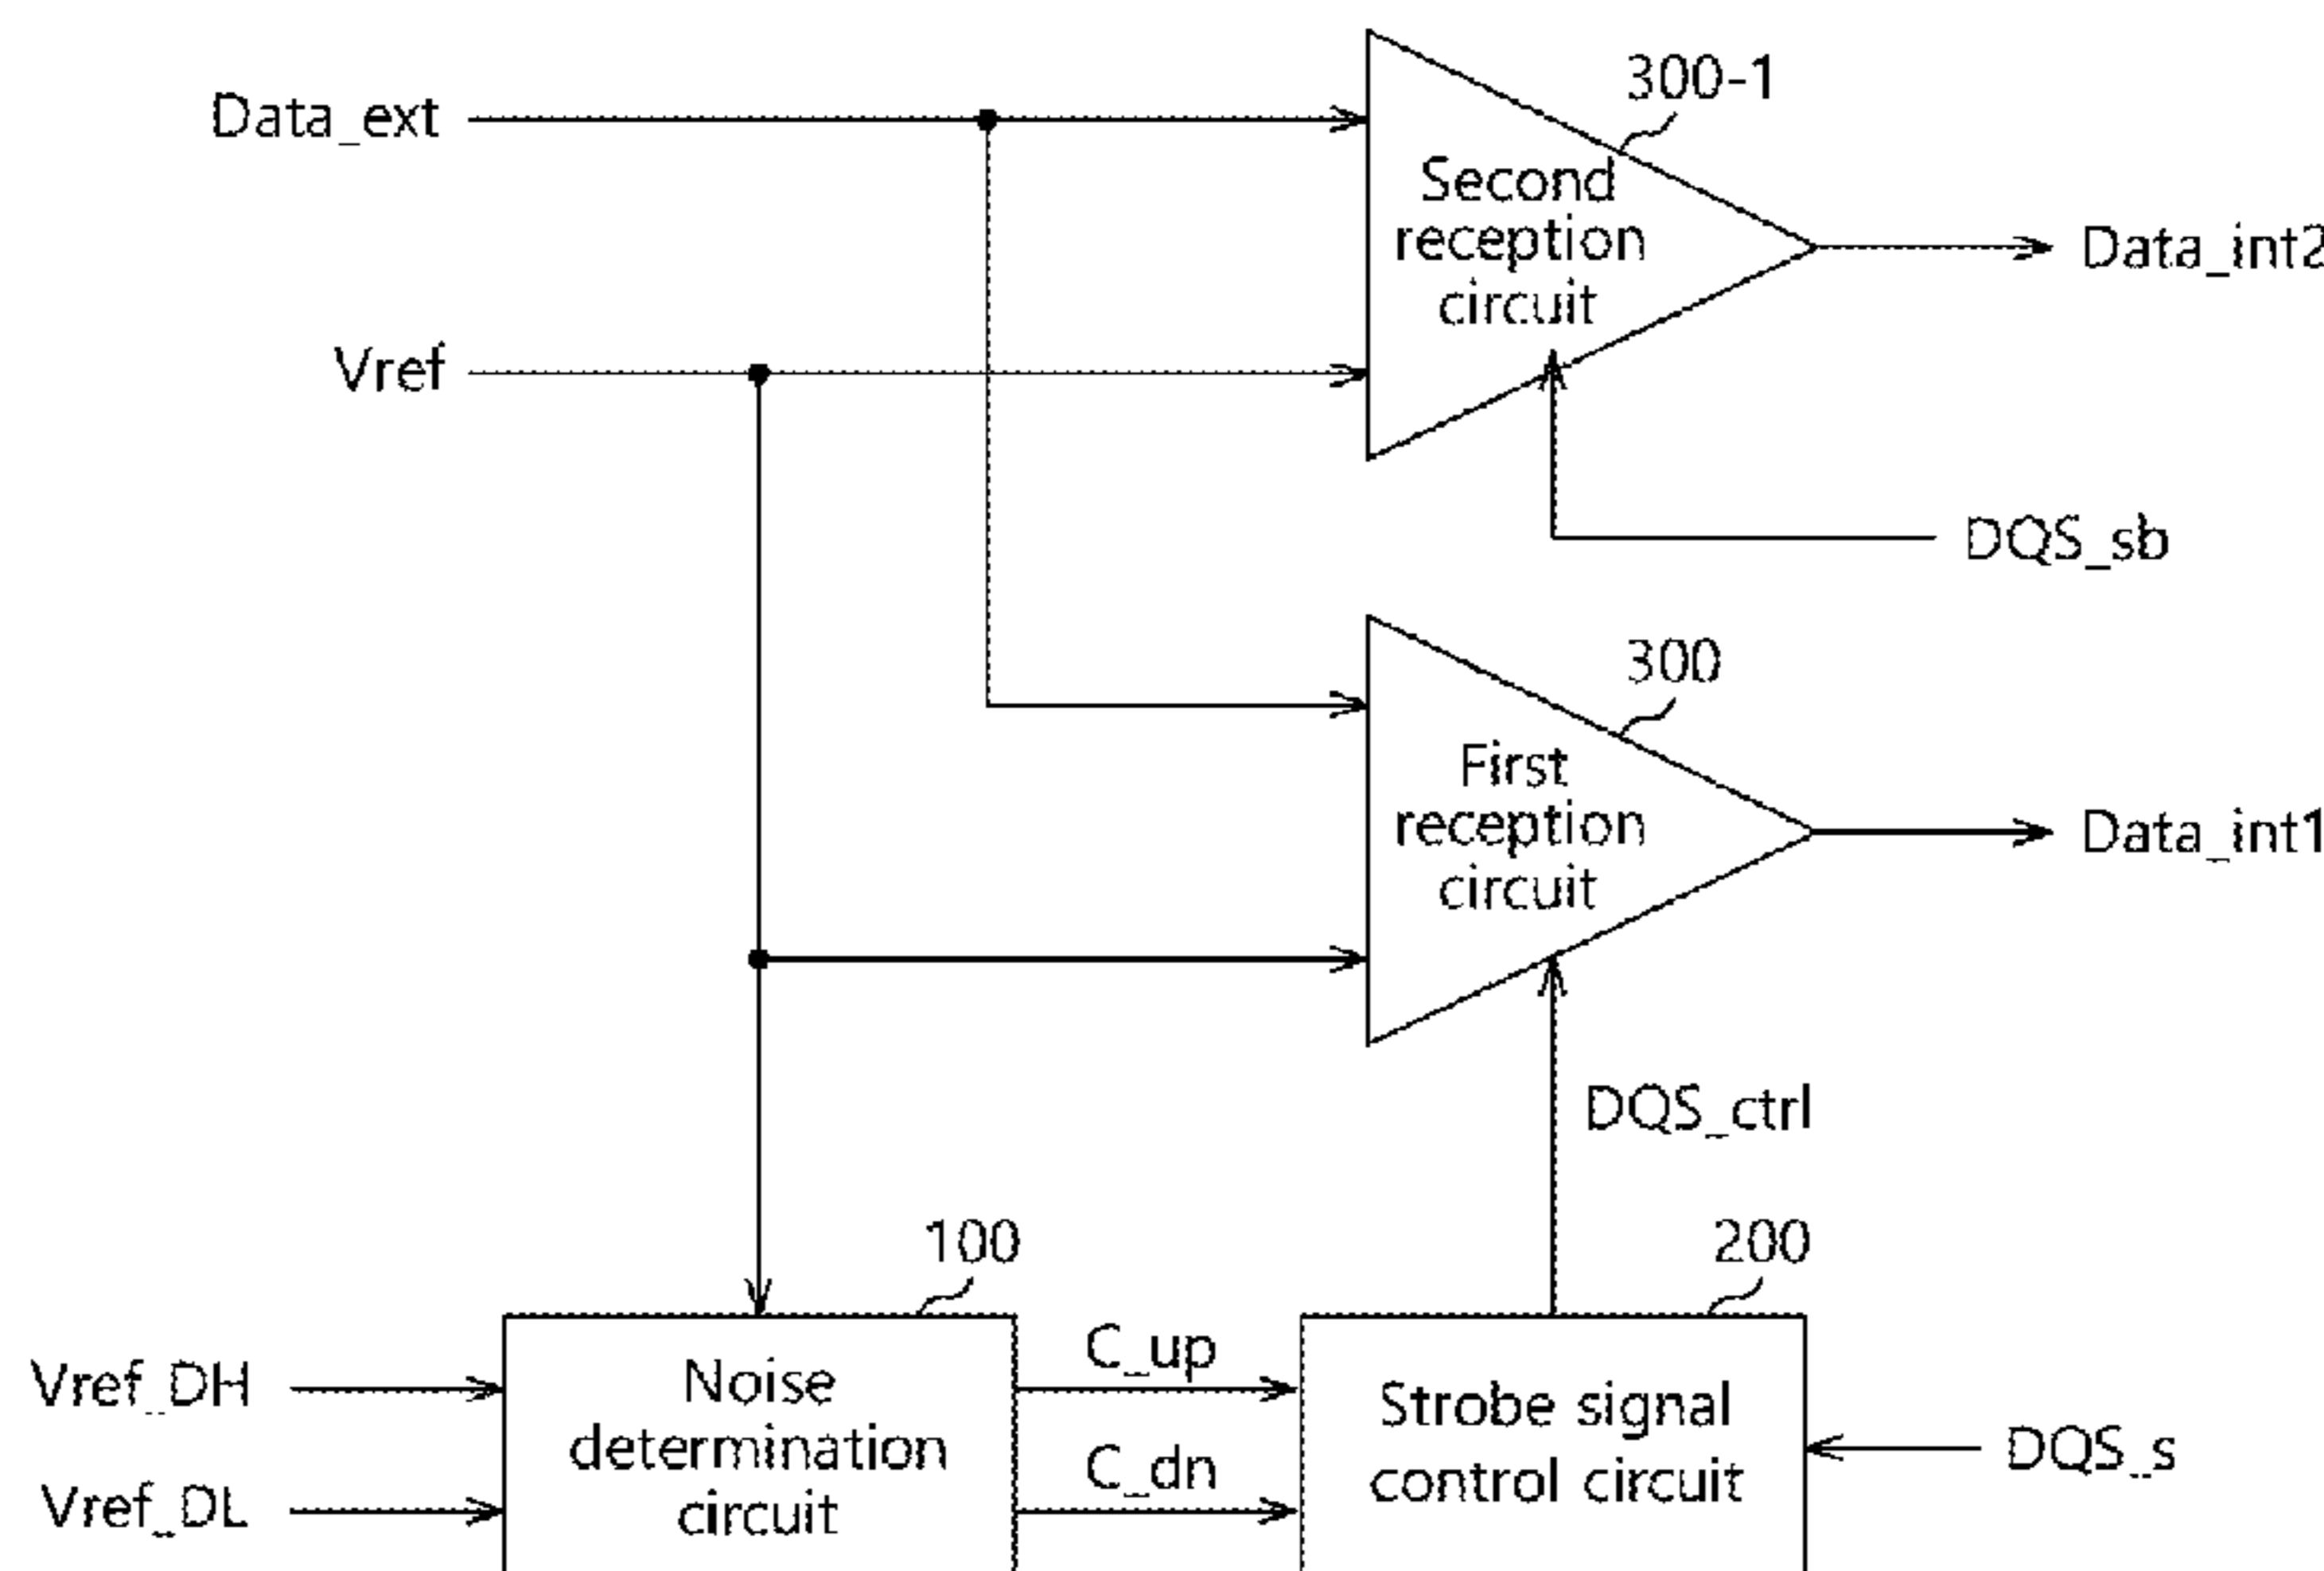 300-1
Data_ext
Second
reception
circuit
Data_int2
Vref
DQS_sb
300
First
reception
circuit
Data_int1
DQS_ctrl
100
200
Vref_DH
Noise
determination
circuit
C_up
Strobe signal
control circuit
DQS_s
Vref_DL
C_dn